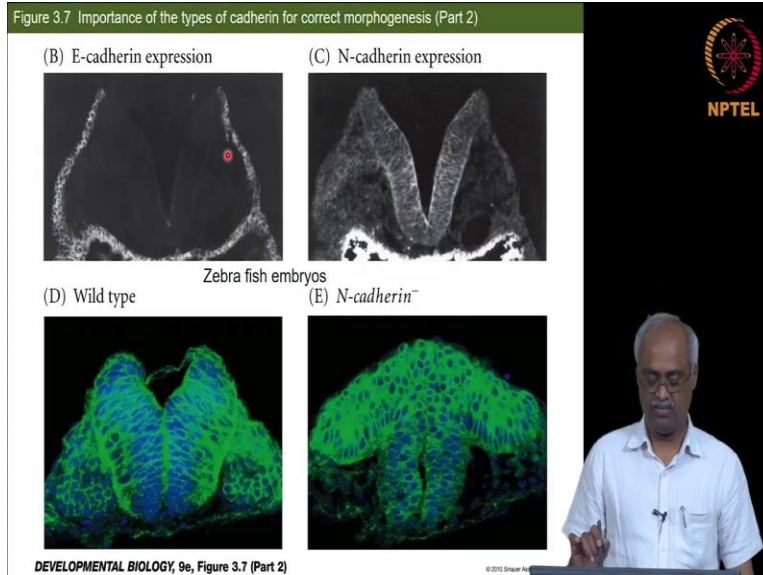 Figure 3.7 Importance of the types of cadherin for correct morphogenesis (Part 2)
NPTEL
(B) E-cadherin expression
(C) N-cadherin expression
Zebra fish embryos
(D) Wild type
(E) N-cadherin⁻
DEVELOPMENTAL BIOLOGY, 9e, Figure 3.7 (Part 2)
© 2010 Sinauer